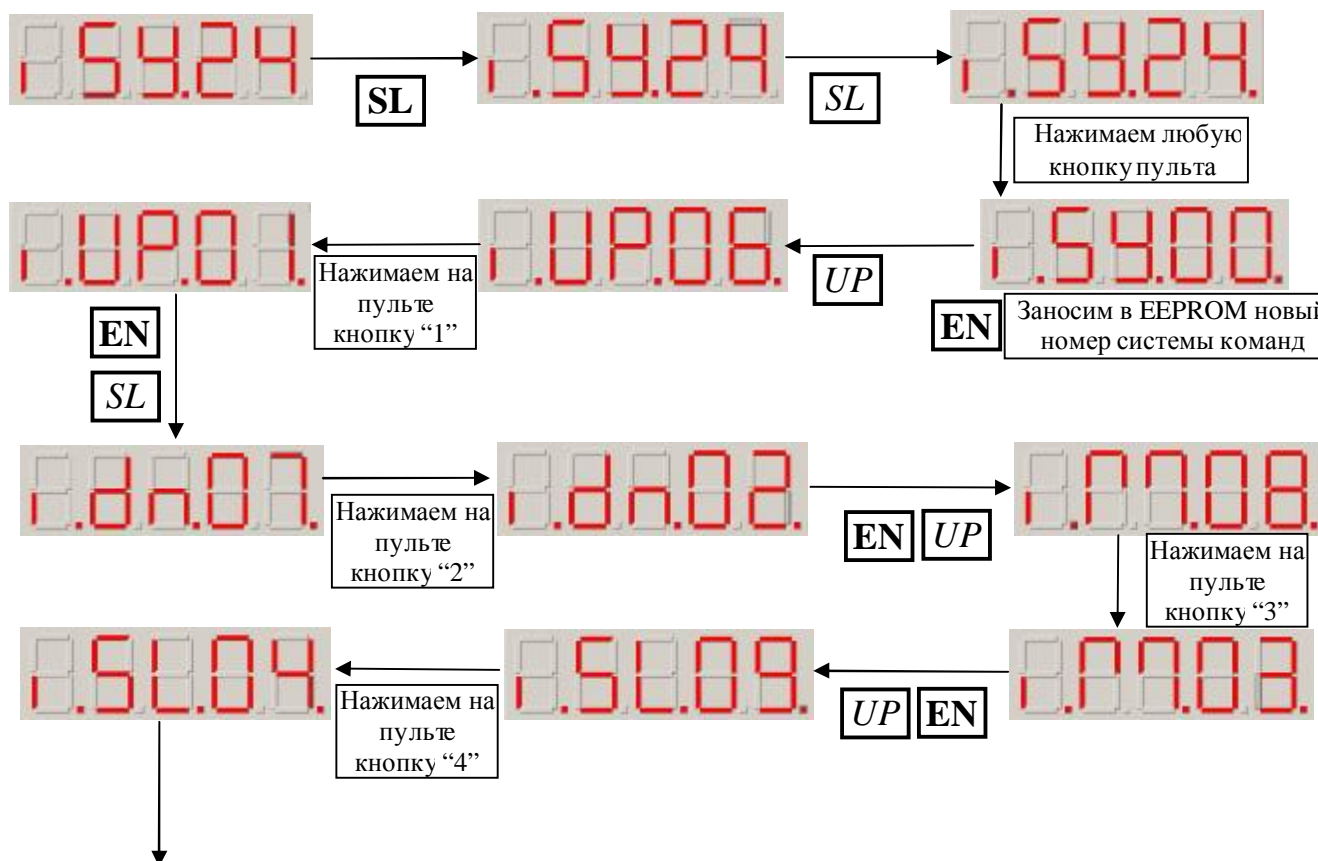 iSy.24
i.Sy.24
i.Sy.24.
SL
SL
Нажимаем любую
кнопку пульта
i.UP.01.
i.UP.06.
i.Sy.00.
Нажимаем на
пульте
кнопку “1”
UP
EN
Заносим в EEPROM новый
номер системы команд
EN
SL
i.dn.07.
i.dn.02.
i.П7.08.
Нажимаем на
пульте
кнопку “2”
EN UP
Нажимаем на
пульте
кнопку “3”
i.SL.04.
i.SL.09.
i.П7.03.
Нажимаем на
пульте
кнопку “4”
UP EN